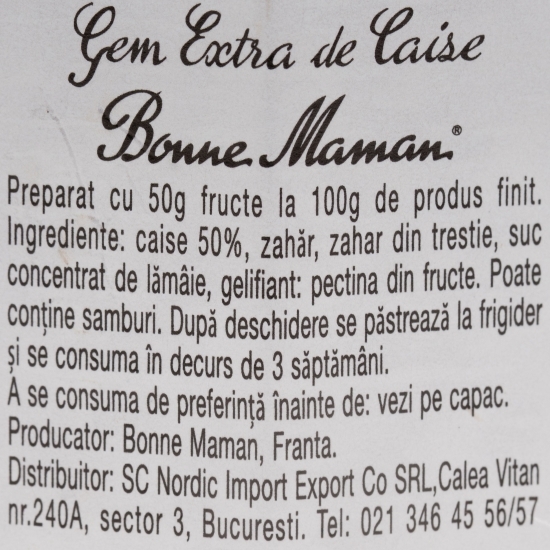 Gem Extra de Caise
Bonne Maman®
Preparat cu 50g fructe la 100g de produs finit.
Ingrediente: caise 50%, zahăr, zahar din trestie, suc
concentrat de lămâie, gelifiant: pectina din fructe. Poate
conține samburi. După deschidere se păstrează la frigider
și se consuma în decurs de 3 săptămâni.
A se consuma de preferință înainte de: vezi pe capac.
Producator: Bonne Maman, Franta.
Distribuitor: SC Nordic Import Export Co SRL,Calea Vitan
nr.240A, sector 3, Bucuresti. Tel: 021 346 45 56/57